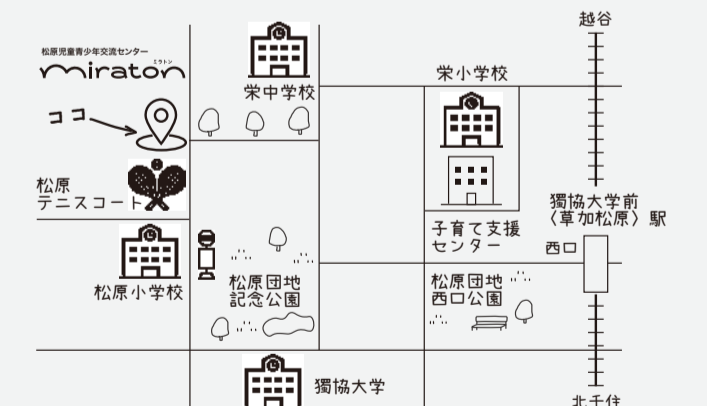 越谷
松原児童青少年交流センター
ミラトン
miraton
栄小学校
栄中学校
ココ
松原
テニスコート
獨協大学前
〈草加松原〉駅
子育て支援
センター
西口
松原団地
記念公園
松原団地
西口公園
松原小学校
獨協大学
北千住